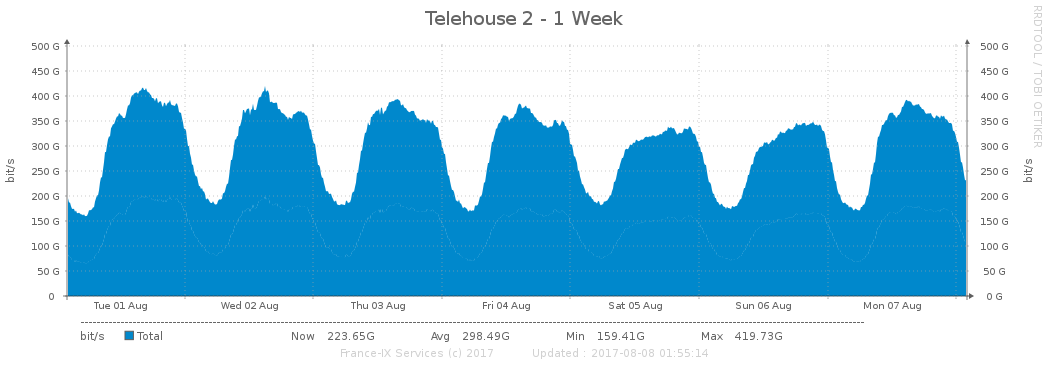 Telehouse 2 - 1 Week
RRDTOOL / TOBI OETIKER
bit/s
500 G 500 G
450 G 450 G
400 G 400 G
350 G 350 G
300 G 300 G
250 G 250 G
200 G 200 G
150 G 150 G
100 G 100 G
50 G 50 G
0 0 G
bit/s
Tue 01 Aug Wed 02 Aug Thu 03 Aug Fri 04 Aug Sat 05 Aug Sun 06 Aug Mon 07 Aug
bit/s Total Now 223.65G Avg 298.49G Min 159.41G Max 419.73G
France-IX Services (c) 2017 Updated : 2017-08-08 01:55:14